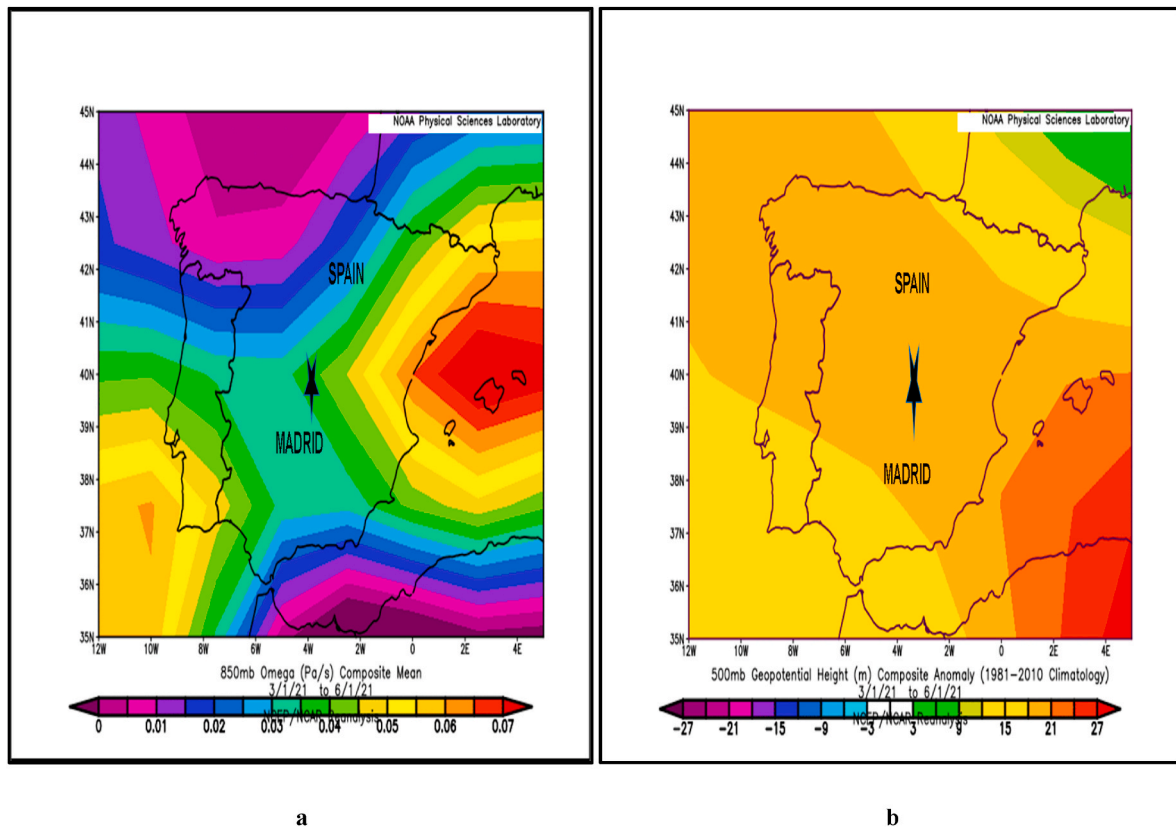 NOAA Physical Sciences Laboratory
45N
44N
43N
42N
41N
40N
39N
38N
37N
36N
35N
SPAIN
MADRID
12W 10W 8W 6W 4W 2W 0 2E 4E
850mb Omega (Pa/s) Composite Mean
3/1/21 to 6/1/21
NCEP/NCAR Reanalysis
0 0.01 0.02 0.03 0.04 0.05 0.06 0.07
a
NOAA Physical Sciences Laboratory
45N
44N
43N
42N
41N
40N
39N
38N
37N
36N
35N
SPAIN
MADRID
12W 10W 8W 6W 4W 2W 0 2E 4E
500mb Geopotential Height (m) Composite Anomaly (1981-2010 Climatology)
3/1/21 to 6/1/21
NCEP/NCAR Reanalysis
-27 -21 -15 -9 -3 3 9 15 21 27
b